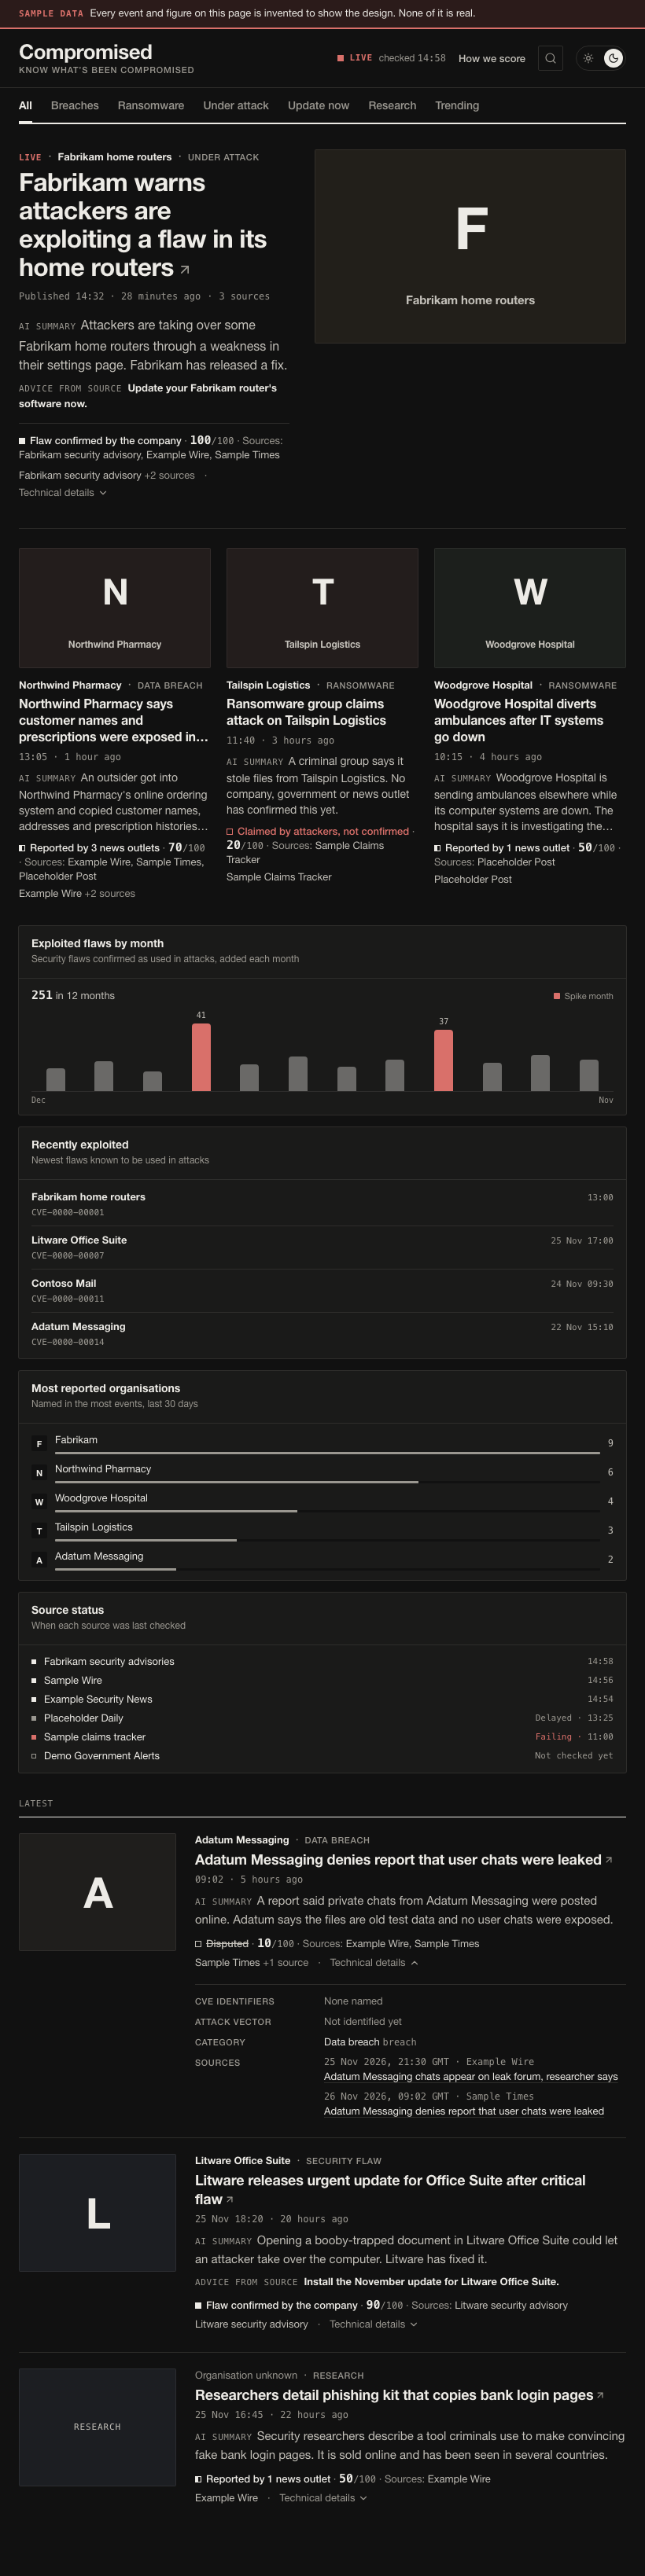 SAMPLE DATA Every event and figure on this page is invented to show the design. None of it is real.
Compromised
KNOW WHAT'S BEEN COMPROMISED
LIVE checked 14:58
How we score
All
Breaches
Ransomware
Under attack
Update now
Research
Trending
LIVE · Fabrikam home routers · UNDER ATTACK
Fabrikam warns
attackers are
exploiting a flaw in its
home routers
Published 14:32 · 28 minutes ago · 3 sources
AI SUMMARY Attackers are taking over some
Fabrikam home routers through a weakness in
their settings page. Fabrikam has released a fix.
ADVICE FROM SOURCE Update your Fabrikam router's
software now.
Flaw confirmed by the company · 100/100 · Sources:
Fabrikam security advisory, Example Wire, Sample Times
Fabrikam security advisory +2 sources ·
Technical details
F
Fabrikam home routers
N
Northwind Pharmacy
Northwind Pharmacy · DATA BREACH
Northwind Pharmacy says
customer names and
prescriptions were exposed in…
13:05 · 1 hour ago
AI SUMMARY An outsider got into
Northwind Pharmacy's online ordering
system and copied customer names,
addresses and prescription histories…
Reported by 3 news outlets · 70/100
· Sources: Example Wire, Sample Times,
Placeholder Post
Example Wire +2 sources
T
Tailspin Logistics
Tailspin Logistics · RANSOMWARE
Ransomware group claims
attack on Tailspin Logistics
11:40 · 3 hours ago
AI SUMMARY A criminal group says it
stole files from Tailspin Logistics. No
company, government or news outlet
has confirmed this yet.
Claimed by attackers, not confirmed ·
20/100 · Sources: Sample Claims
Tracker
Sample Claims Tracker
W
Woodgrove Hospital
Woodgrove Hospital · RANSOMWARE
Woodgrove Hospital diverts
ambulances after IT systems
go down
10:15 · 4 hours ago
AI SUMMARY Woodgrove Hospital is
sending ambulances elsewhere while
its computer systems are down. The
hospital says it is investigating the…
Reported by 1 news outlet · 50/100 ·
Sources: Placeholder Post
Placeholder Post
Exploited flaws by month
Security flaws confirmed as used in attacks, added each month
251 in 12 months
Spike month
41
37
Dec
Nov
Recently exploited
Newest flaws known to be used in attacks
Fabrikam home routers 13:00
CVE-0000-00001
Litware Office Suite 25 Nov 17:00
CVE-0000-00007
Contoso Mail 24 Nov 09:30
CVE-0000-00011
Adatum Messaging 22 Nov 15:10
CVE-0000-00014
Most reported organisations
Named in the most events, last 30 days
F Fabrikam 9
N Northwind Pharmacy 6
W Woodgrove Hospital 4
T Tailspin Logistics 3
A Adatum Messaging 2
Source status
When each source was last checked
Fabrikam security advisories 14:58
Sample Wire 14:56
Example Security News 14:54
Placeholder Daily Delayed · 13:25
Sample claims tracker Failing · 11:00
Demo Government Alerts Not checked yet
LATEST
A
Adatum Messaging · DATA BREACH
Adatum Messaging denies report that user chats were leaked
09:02 · 5 hours ago
AI SUMMARY A report said private chats from Adatum Messaging were posted
online. Adatum says the files are old test data and no user chats were exposed.
Disputed · 10/100 · Sources: Example Wire, Sample Times
Sample Times +1 source · Technical details
CVE IDENTIFIERS None named
ATTACK VECTOR Not identified yet
CATEGORY Data breach breach
SOURCES 25 Nov 2026, 21:30 GMT · Example Wire
Adatum Messaging chats appear on leak forum, researcher says
26 Nov 2026, 09:02 GMT · Sample Times
Adatum Messaging denies report that user chats were leaked
L
Litware Office Suite · SECURITY FLAW
Litware releases urgent update for Office Suite after critical
flaw
25 Nov 18:20 · 20 hours ago
AI SUMMARY Opening a booby-trapped document in Litware Office Suite could let
an attacker take over the computer. Litware has fixed it.
ADVICE FROM SOURCE Install the November update for Litware Office Suite.
Flaw confirmed by the company · 90/100 · Sources: Litware security advisory
Litware security advisory · Technical details
RESEARCH
Organisation unknown · RESEARCH
Researchers detail phishing kit that copies bank login pages
25 Nov 16:45 · 22 hours ago
AI SUMMARY Security researchers describe a tool criminals use to make convincing
fake bank login pages. It is sold online and has been seen in several countries.
Reported by 1 news outlet · 50/100 · Sources: Example Wire
Example Wire · Technical details